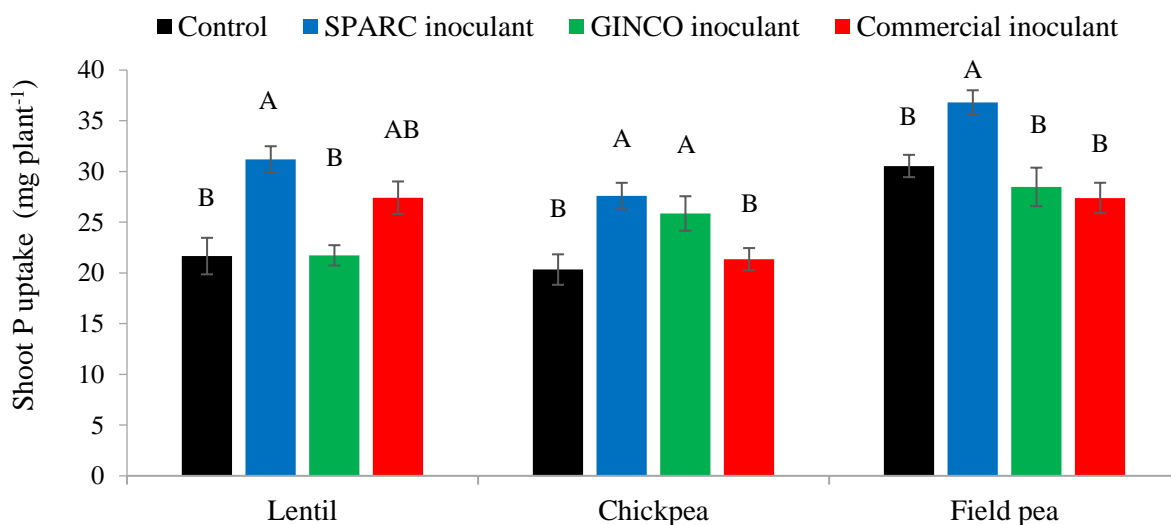 Control SPARC inoculant GINCO inoculant Commercial inoculant
Shoot P uptake (mg plant-1)
40
35
30
25
20
15
10
5
0
B A B AB
B A A B
B A B B
Lentil Chickpea Field pea